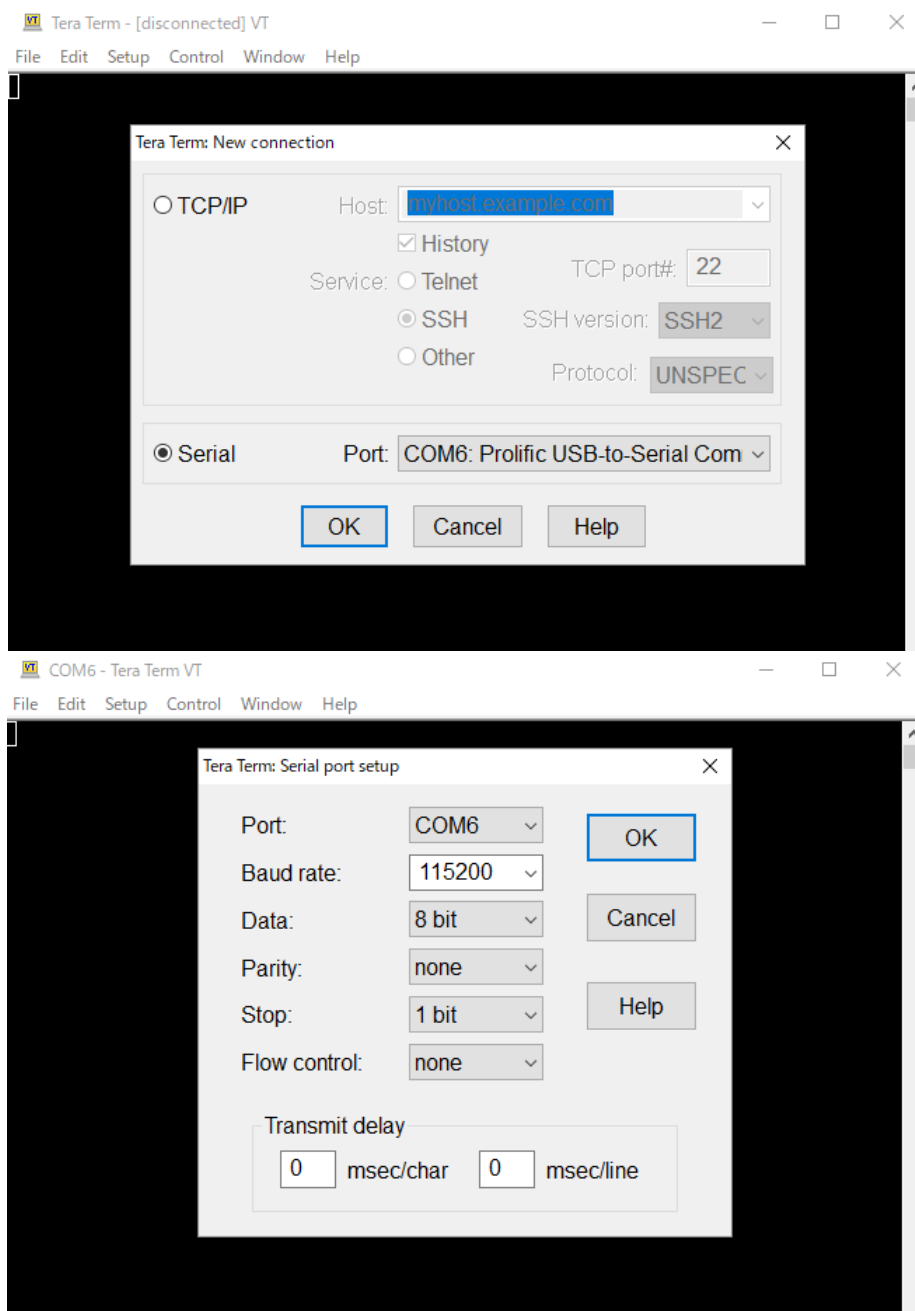 Tera Term - [disconnected] VT
File Edit Setup Control Window Help
Tera Term: New connection
TCP/IP Host: myhost.example.com
History
Service: Telnet TCP port#: 22
SSH SSH version: SSH2
Other Protocol: UNSPEC
Serial Port: COM6: Prolific USB-to-Serial Com
OK Cancel Help
COM6 - Tera Term VT
File Edit Setup Control Window Help
Tera Term: Serial port setup
Port: COM6 OK
Baud rate: 115200
Data: 8 bit Cancel
Parity: none
Stop: 1 bit Help
Flow control: none
Transmit delay
0 msec/char 0 msec/line